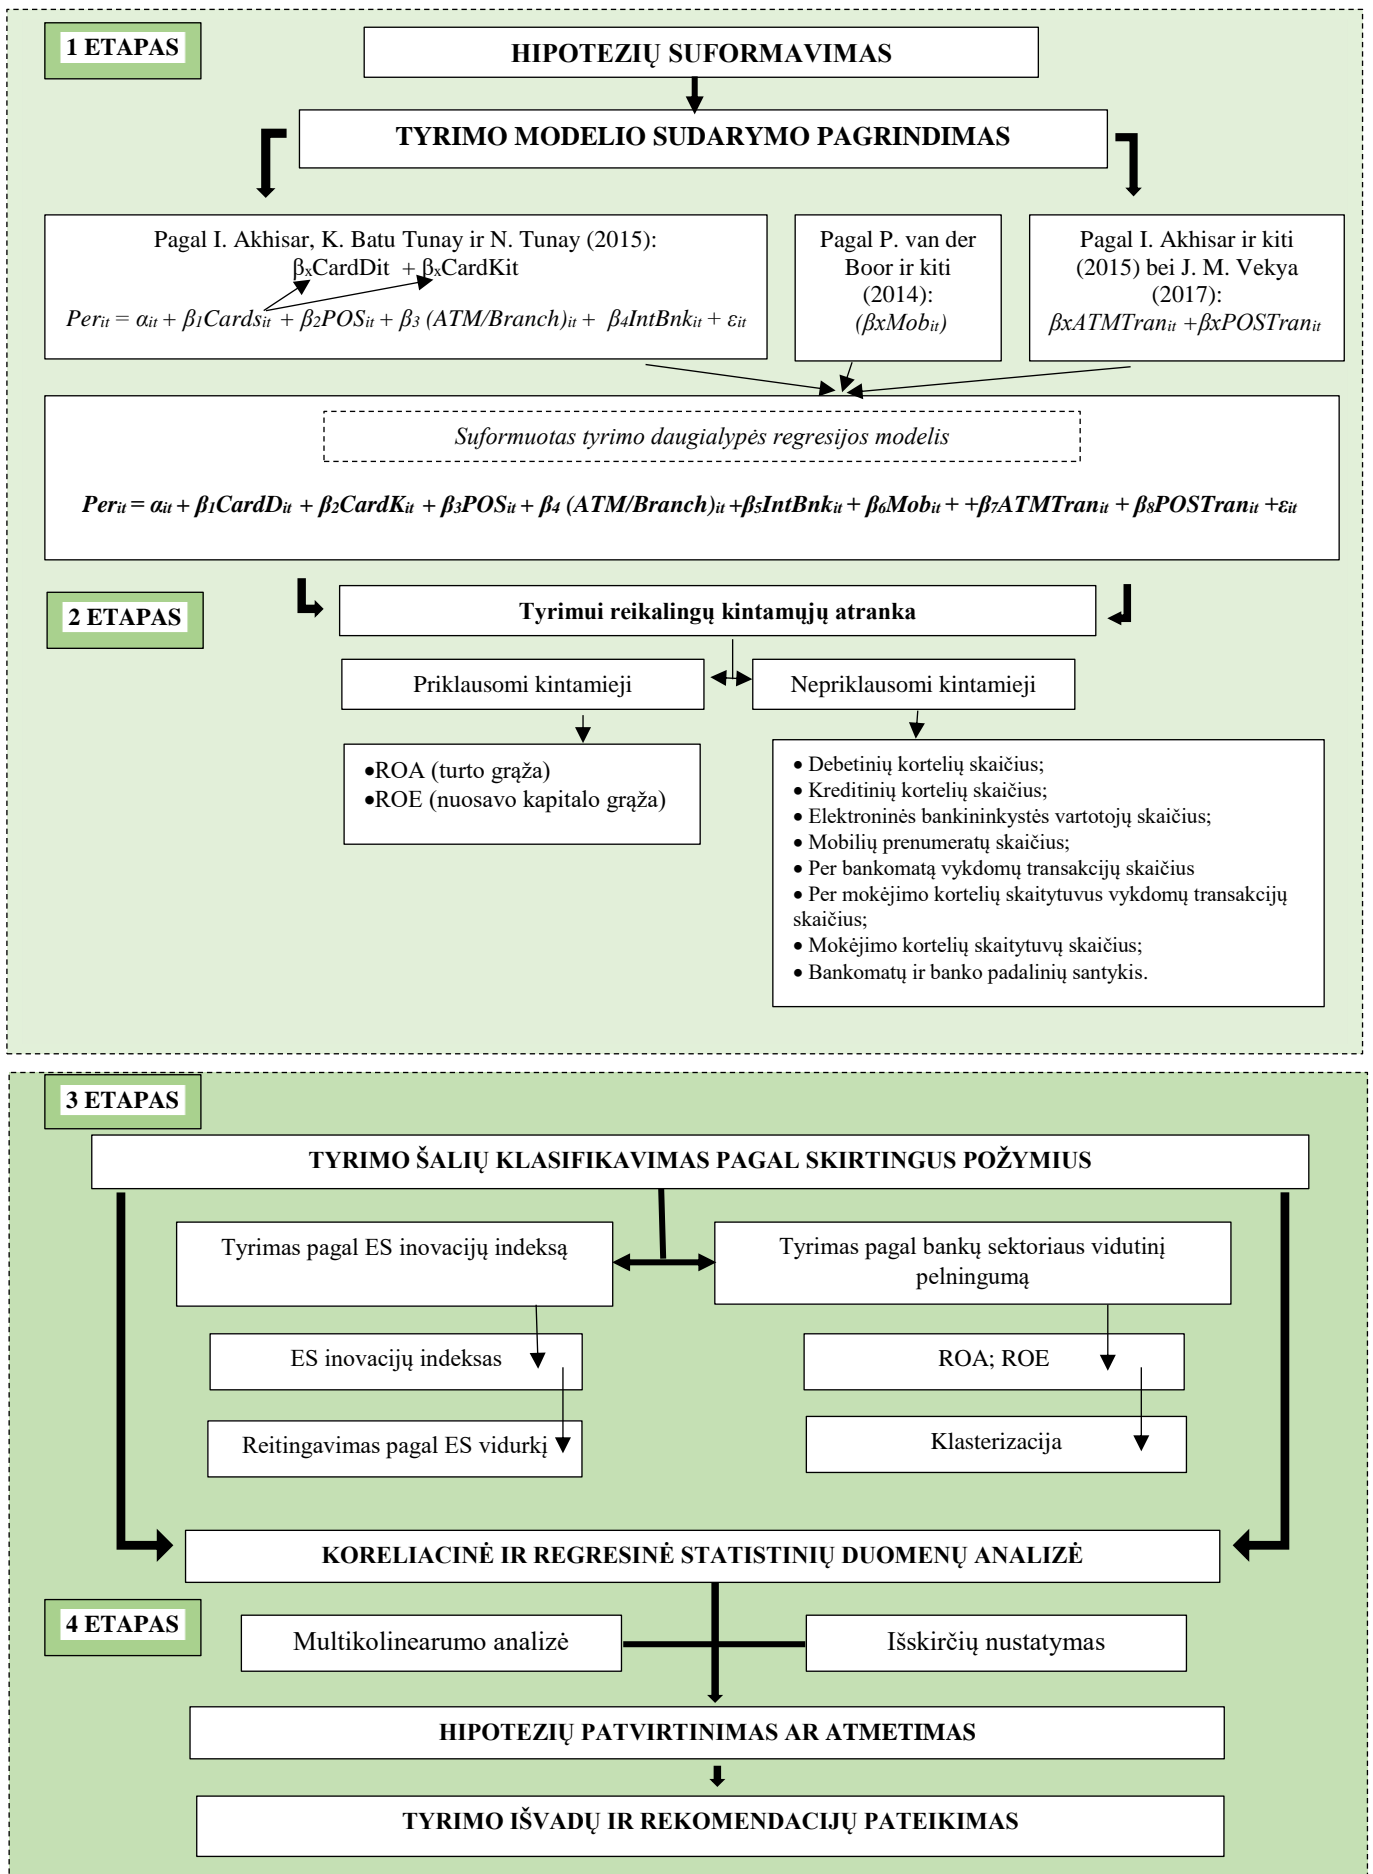 1 ETAPAS
HIPOTEZIŲ SUFORMAVIMAS
TYRIMO MODELIO SUDARYMO PAGRINDIMAS
Pagal I. Akhisar, K. Batu Tunay ir N. Tunay (2015):
βxCardDit + βxCardKit
Perit = αit + β1Cardsit + β2POSit + β3 (ATM/Branch)it + β4IntBnkit + εit
Pagal P. van der
Boor ir kiti
(2014):
(βxMobit)
Pagal I. Akhisar ir kiti
(2015) bei J. M. Vekya
(2017):
βxATMTranit +βxPOSTranit
Suformuotas tyrimo daugialypės regresijos modelis
Perit = αit + β1CardDit + β2CardKit + β3POSit + β4 (ATM/Branch)it +β5IntBnkit + β6Mobit + +β7ATMTranit + β8POSTranit +εit
2 ETAPAS
Tyrimui reikalingų kintamųjų atranka
Priklausomi kintamieji
Nepriklausomi kintamieji
•ROA (turto grąža)
•ROE (nuosavo kapitalo grąža)
• Debetinių kortelių skaičius;
• Kreditinių kortelių skaičius;
• Elektroninės bankininkystės vartotojų skaičius;
• Mobilių prenumeratų skaičius;
• Per bankomatą vykdomų transakcijų skaičius
• Per mokėjimo kortelių skaitytuvus vykdomų transakcijų
skaičius;
• Mokėjimo kortelių skaitytuvų skaičius;
• Bankomatų ir banko padalinių santykis.
3 ETAPAS
TYRIMO ŠALIŲ KLASIFIKAVIMAS PAGAL SKIRTINGUS POŽYMIUS
Tyrimas pagal ES inovacijų indeksą
Tyrimas pagal bankų sektoriaus vidutinį
pelningumą
ES inovacijų indeksas
ROA; ROE
Reitingavimas pagal ES vidurkį
Klasterizacija
KORELIACINĖ IR REGRESINĖ STATISTINIŲ DUOMENŲ ANALIZĖ
4 ETAPAS
Multikolinearumo analizė
Išskirčių nustatymas
HIPOTEZIŲ PATVIRTINIMAS AR ATMETIMAS
TYRIMO IŠVADŲ IR REKOMENDACIJŲ PATEIKIMAS